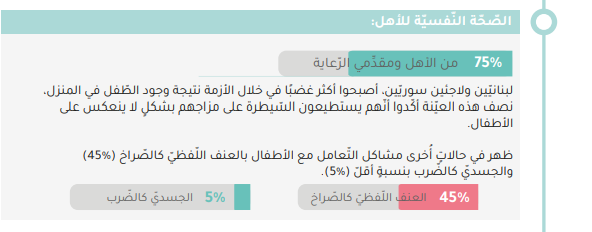 الصّحّة النّفسيّة للأهل:
75% من الأهل ومقدّمي الرّعاية
لبنانيّين ولاجئين سوريّين، أصبحوا أكثر غضبًا في خلال الأزمة نتيجة وجود الطّفل في المنزل،
نصف هذه العيّنة أكّدوا أنّهم يستطيعون السّيطرة على مزاجهم بشكلٍ لا ينعكس على
الأطفال.
ظهر في حالاتٍ أُخرى مشاكل التّعامل مع الأطفال بالعنف اللّفظيّ كالصّراخ (45%)
والجسديّ كالضّرب بنسبةٍ أقلّ (5%).
45% العنف اللّفظيّ كالصّراخ
5% الجسديّ كالضّرب